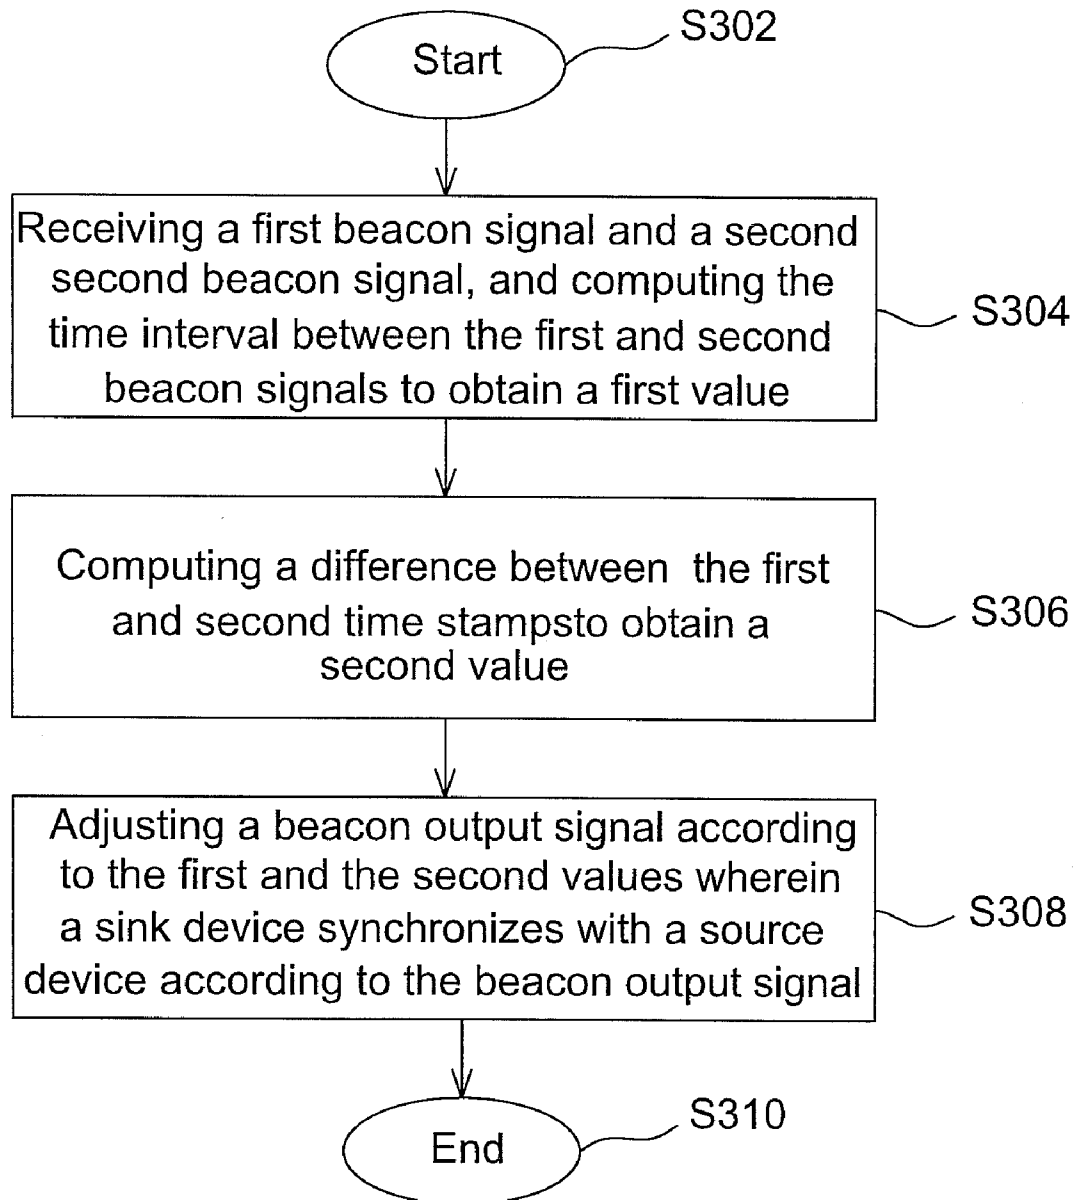 Start
S302
Receiving a first beacon signal and a second
second beacon signal, and computing the
time interval between the first and second
beacon signals to obtain a first value
S304
Computing a difference between the first
and second time stampsto obtain a
second value
S306
Adjusting a beacon output signal according
to the first and the second values wherein
a sink device synchronizes with a source
device according to the beacon output signal
S308
End
S310